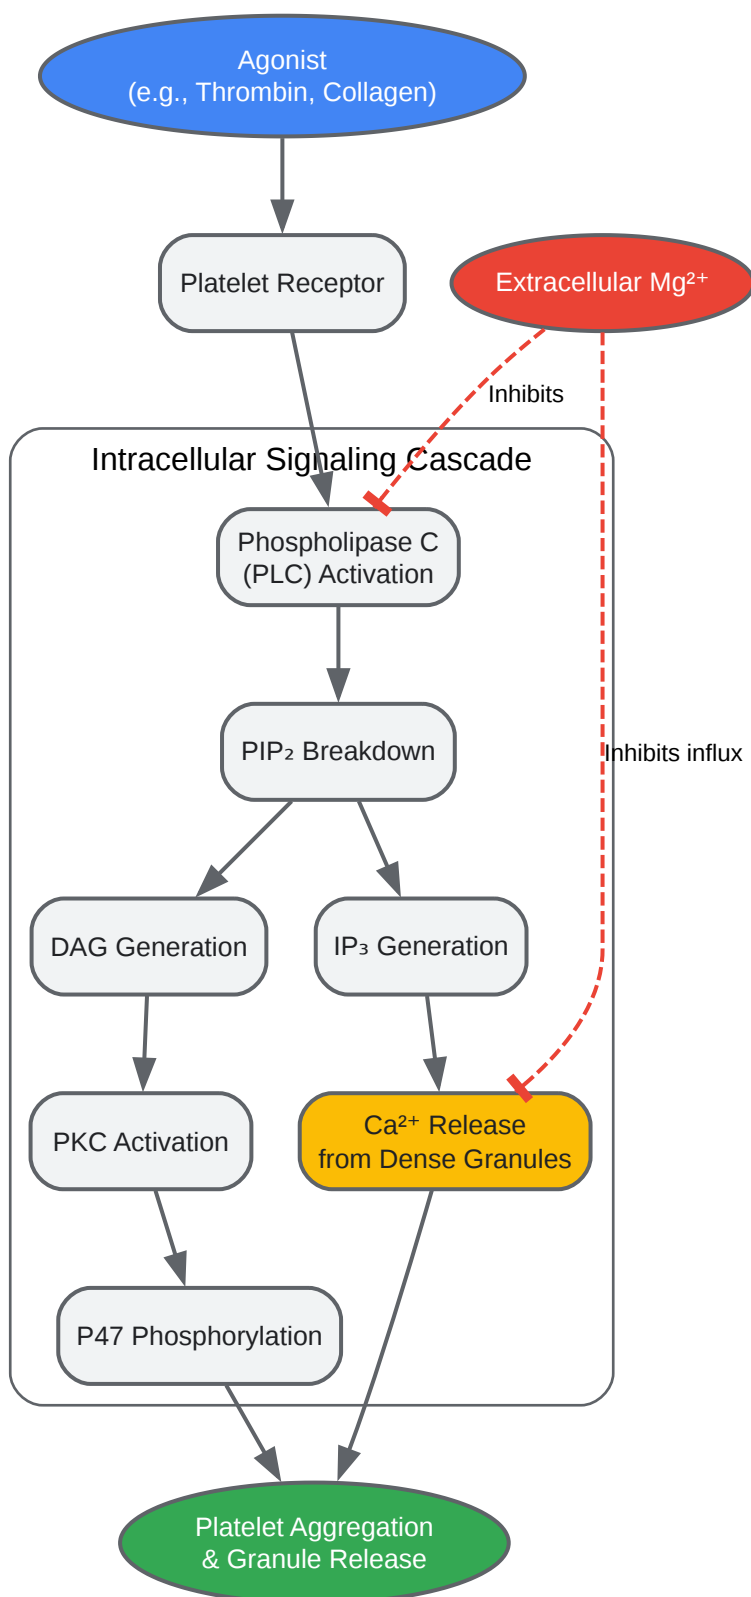 Agonist
(e.g., Thrombin, Collagen)
Platelet Receptor
Extracellular Mg²⁺
Inhibits
Intracellular Signaling Cascade
Phospholipase C
(PLC) Activation
PIP₂ Breakdown
Inhibits influx
DAG Generation
IP₃ Generation
PKC Activation
Ca²⁺ Release
from Dense Granules
P47 Phosphorylation
Platelet Aggregation
& Granule Release